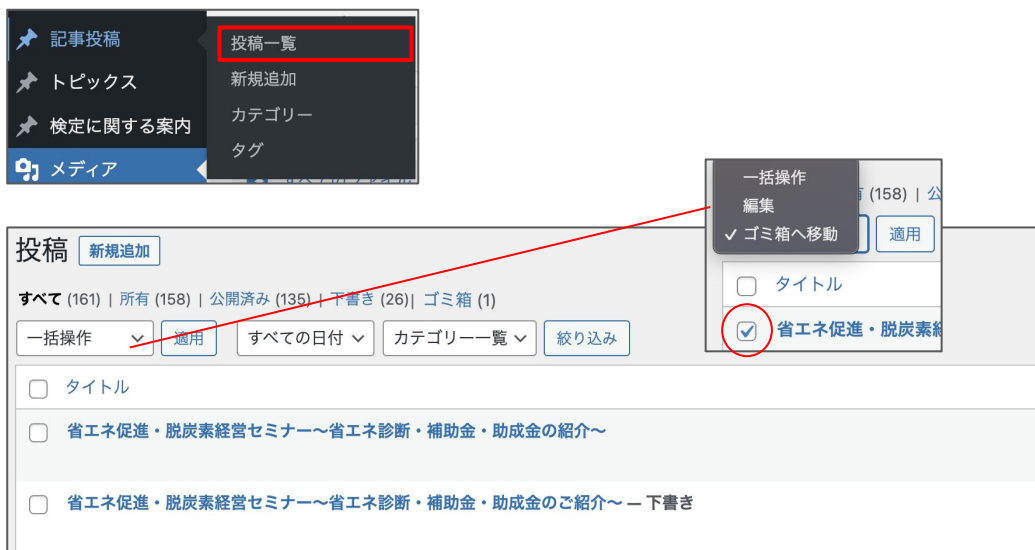 記事投稿
トピックス
検定に関する案内
メディア
投稿一覧
新規追加
カテゴリー
タグ
一括操作
編集
✓ ゴミ箱へ移動
(158) | 公
適用
タイトル
省エネ促進・脱炭素経
投稿 新規追加
すべて (161) | 所有 (158) | 公開済み (135) | 下書き (26)| ゴミ箱 (1)
一括操作 適用 すべての日付 カテゴリー一覧 絞り込み
タイトル
省エネ促進・脱炭素経営セミナー〜省エネ診断・補助金・助成金の紹介〜
省エネ促進・脱炭素経営セミナー〜省エネ診断・補助金・助成金のご紹介〜 — 下書き